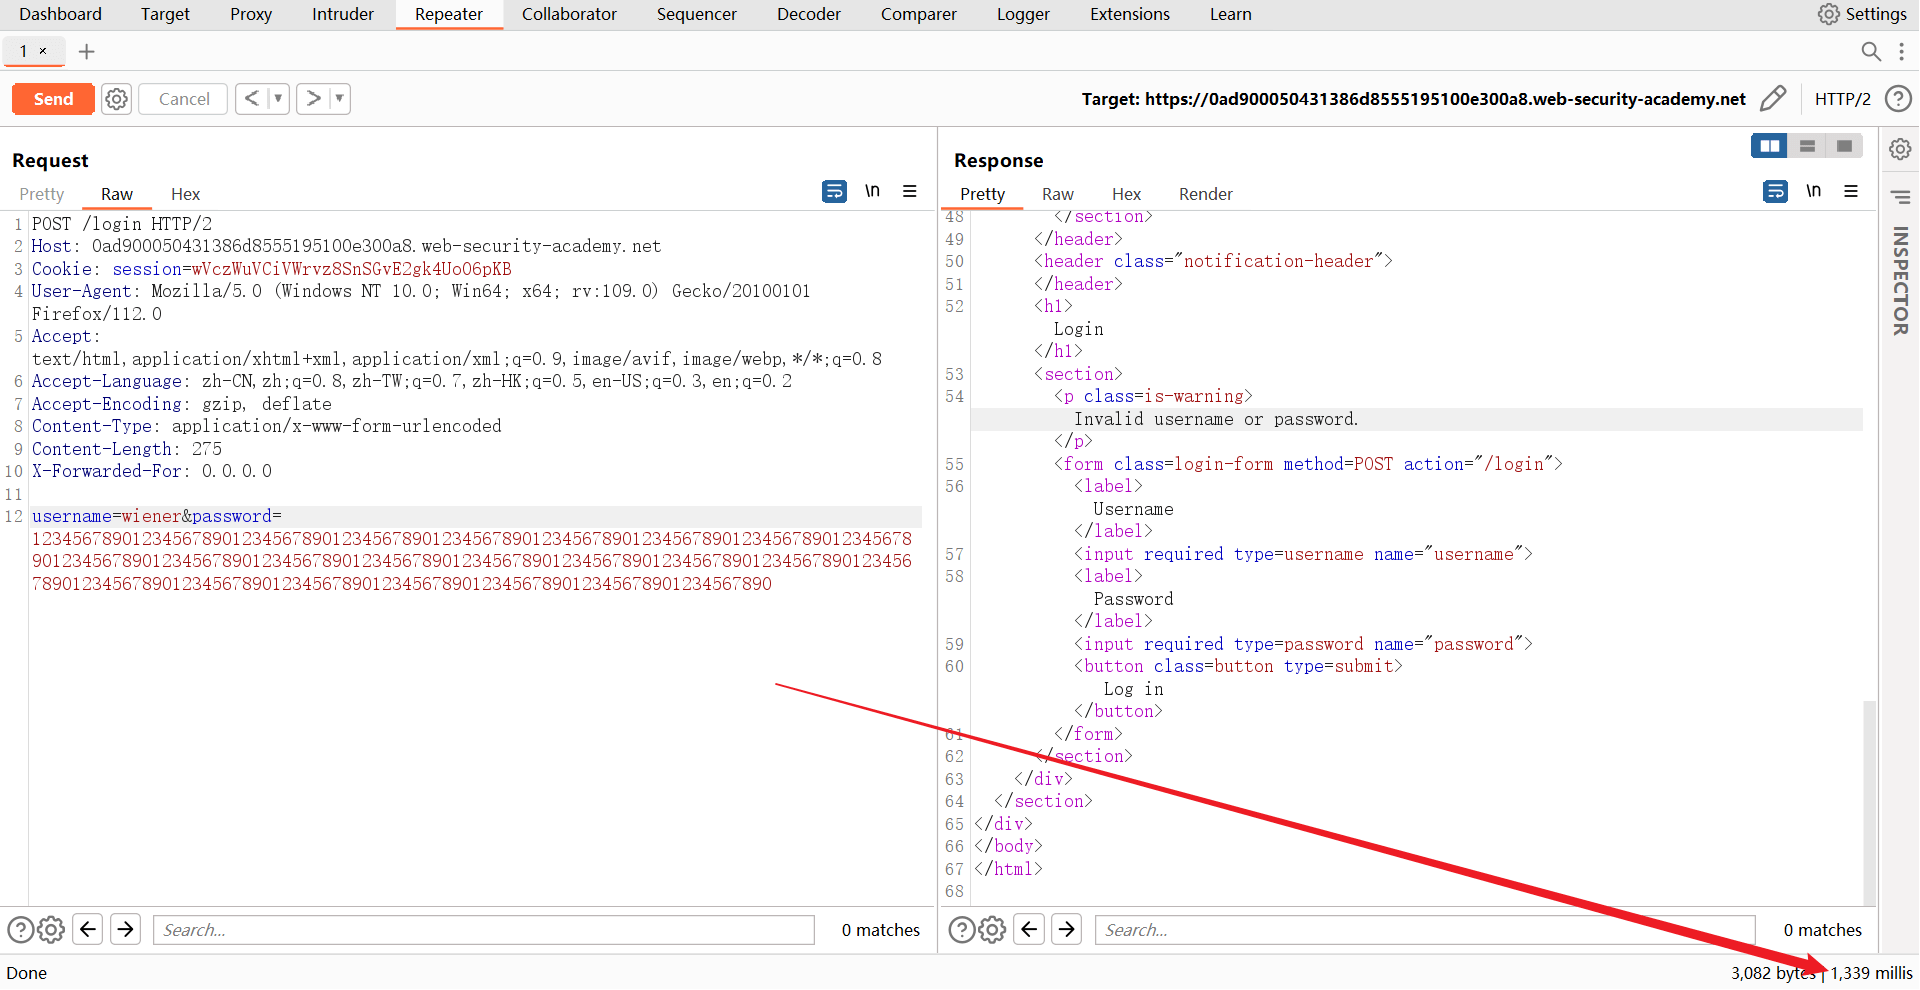 Dashboard Target Proxy Intruder Repeater Collaborator Sequencer Decoder Comparer Logger Extensions Learn Settings
1 × +
Send Cancel < ▼ > ▼ Target: https://0ad900050431386d8555195100e300a8.web-security-academy.net HTTP/2 ?
Request
Pretty Raw Hex \n
1 POST /login HTTP/2
2 Host: 0ad900050431386d8555195100e300a8.web-security-academy.net
3 Cookie: session=wVczWuVCiVWrvz8SnSGvE2gk4UoO6pKB
4 User-Agent: Mozilla/5.0 (Windows NT 10.0; Win64; x64; rv:109.0) Gecko/20100101
Firefox/112.0
5 Accept:
text/html,application/xhtml+xml,application/xml;q=0.9,image/avif,image/webp,*/*;q=0.8
6 Accept-Language: zh-CN,zh;q=0.8,zh-TW;q=0.7,zh-HK;q=0.5,en-US;q=0.3,en;q=0.2
7 Accept-Encoding: gzip, deflate
8 Content-Type: application/x-www-form-urlencoded
9 Content-Length: 275
10 X-Forwarded-For: 0.0.0.0
11
12 username=wiener&password=
1234567890123456789012345678901234567890123456789012345678901234567890123456789012345678
9012345678901234567890123456789012345678901234567890123456789012345678901234567890123456
78901234567890123456789012345678901234567890123456789012345678901234567890
? Search... 0 matches
Response
Pretty Raw Hex Render \n
48 </section>
49 </header>
50 <header class="notification-header">
51 </header>
52 <h1>
Login
</h1>
53 <section>
54 <p class=is-warning>
Invalid username or password.
</p>
55 <form class=login-form method=POST action="/login">
56 <label>
Username
</label>
57 <input required type=username name="username">
58 <label>
Password
</label>
59 <input required type=password name="password">
60 <button class=button type=submit>
Log in
</button>
61 </form>
62 </section>
63 </div>
64 </section>
65 </div>
66 </body>
67 </html>
68
? Search... 0 matches
INSPECTOR
Done 3,082 bytes | 1,339 millis